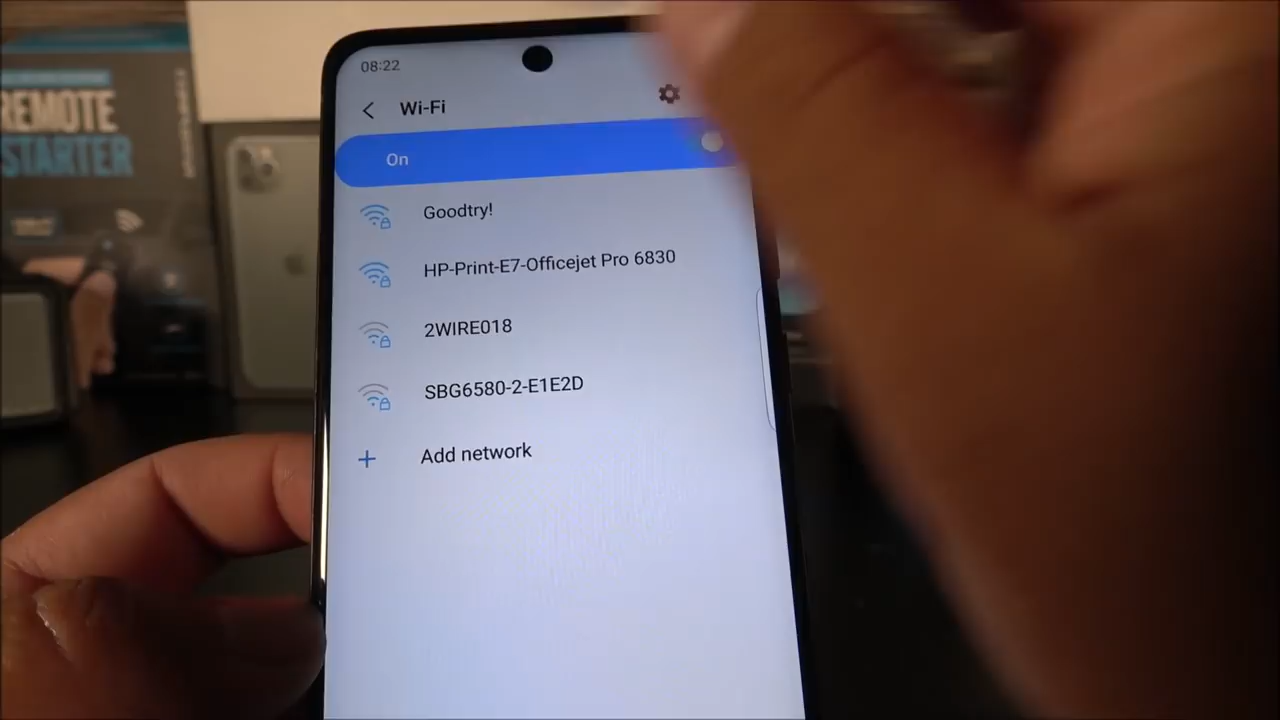 REMOTE
STARTER
08:22
Wi-Fi
On
Goodtry!
HP-Print-E7-Officejet Pro 6830
2WIRE018
SBG6580-2-E1E2D
Add network